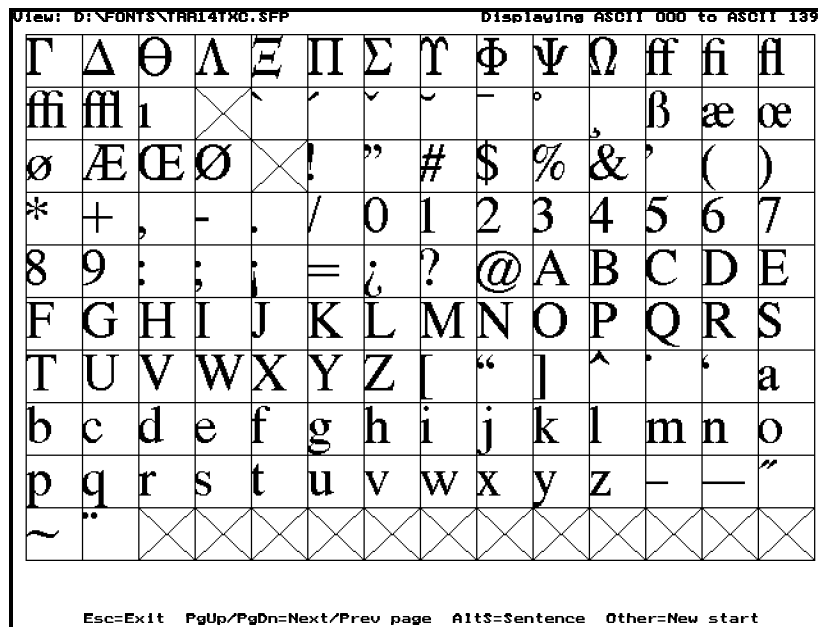 View: D:\FONTS\TRR14TXC.SFP Displaying ASCII 000 to ASCII 139
Γ Δ Θ Λ Ξ Π Σ ϒ Φ Ψ Ω ff fi fl
ffi ffl ı ` ´ ˇ ˘ ¯ ˚ ¸ ß æ œ
ø Æ Œ Ø ! ” # $ % & ’ ( )
* + , - . / 0 1 2 3 4 5 6 7
8 9 : ; ¡ = ¿ ? @ A B C D E
F G H I J K L M N O P Q R S
T U V W X Y Z [ “ ] ^ ˙ ‘ a
b c d e f g h i j k l m n o
p q r s t u v w x y z – — ˝
~ ¨
Esc=Exit PgUp/PgDn=Next/Prev page AltS=Sentence Other=New start